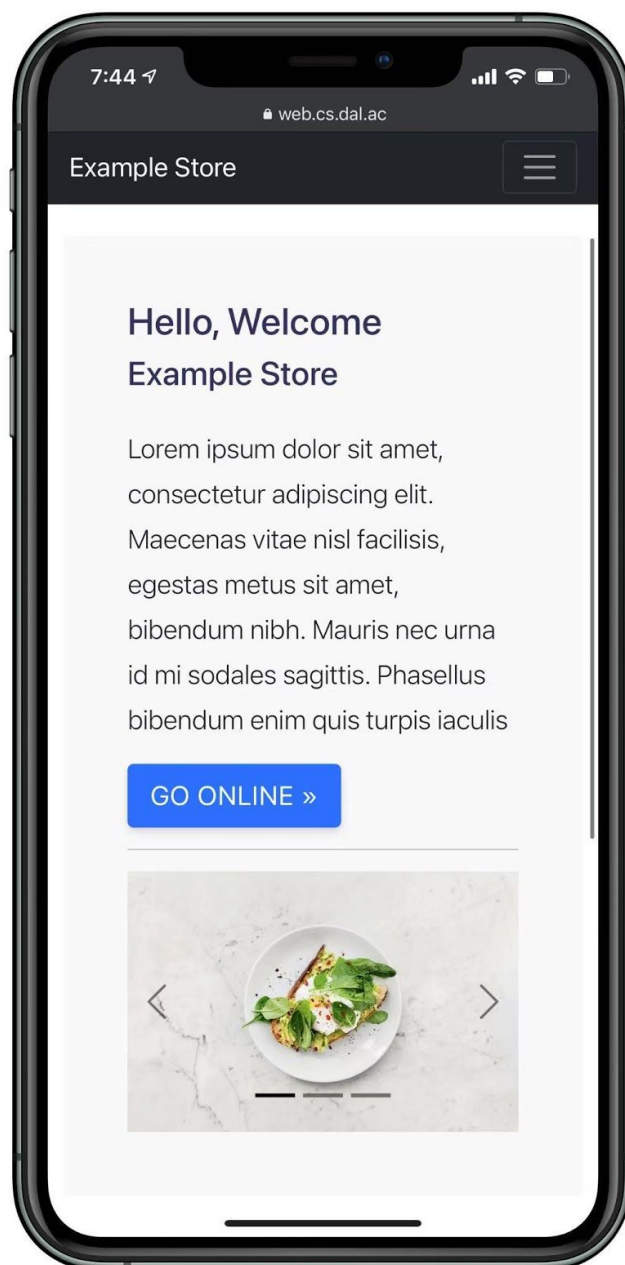 7:44
web.cs.dal.ac
Example Store
Hello, Welcome
Example Store
Lorem ipsum dolor sit amet,
consectetur adipiscing elit.
Maecenas vitae nisl facilisis,
egestas metus sit amet,
bibendum nibh. Mauris nec urna
id mi sodales sagittis. Phasellus
bibendum enim quis turpis iaculis
GO ONLINE »